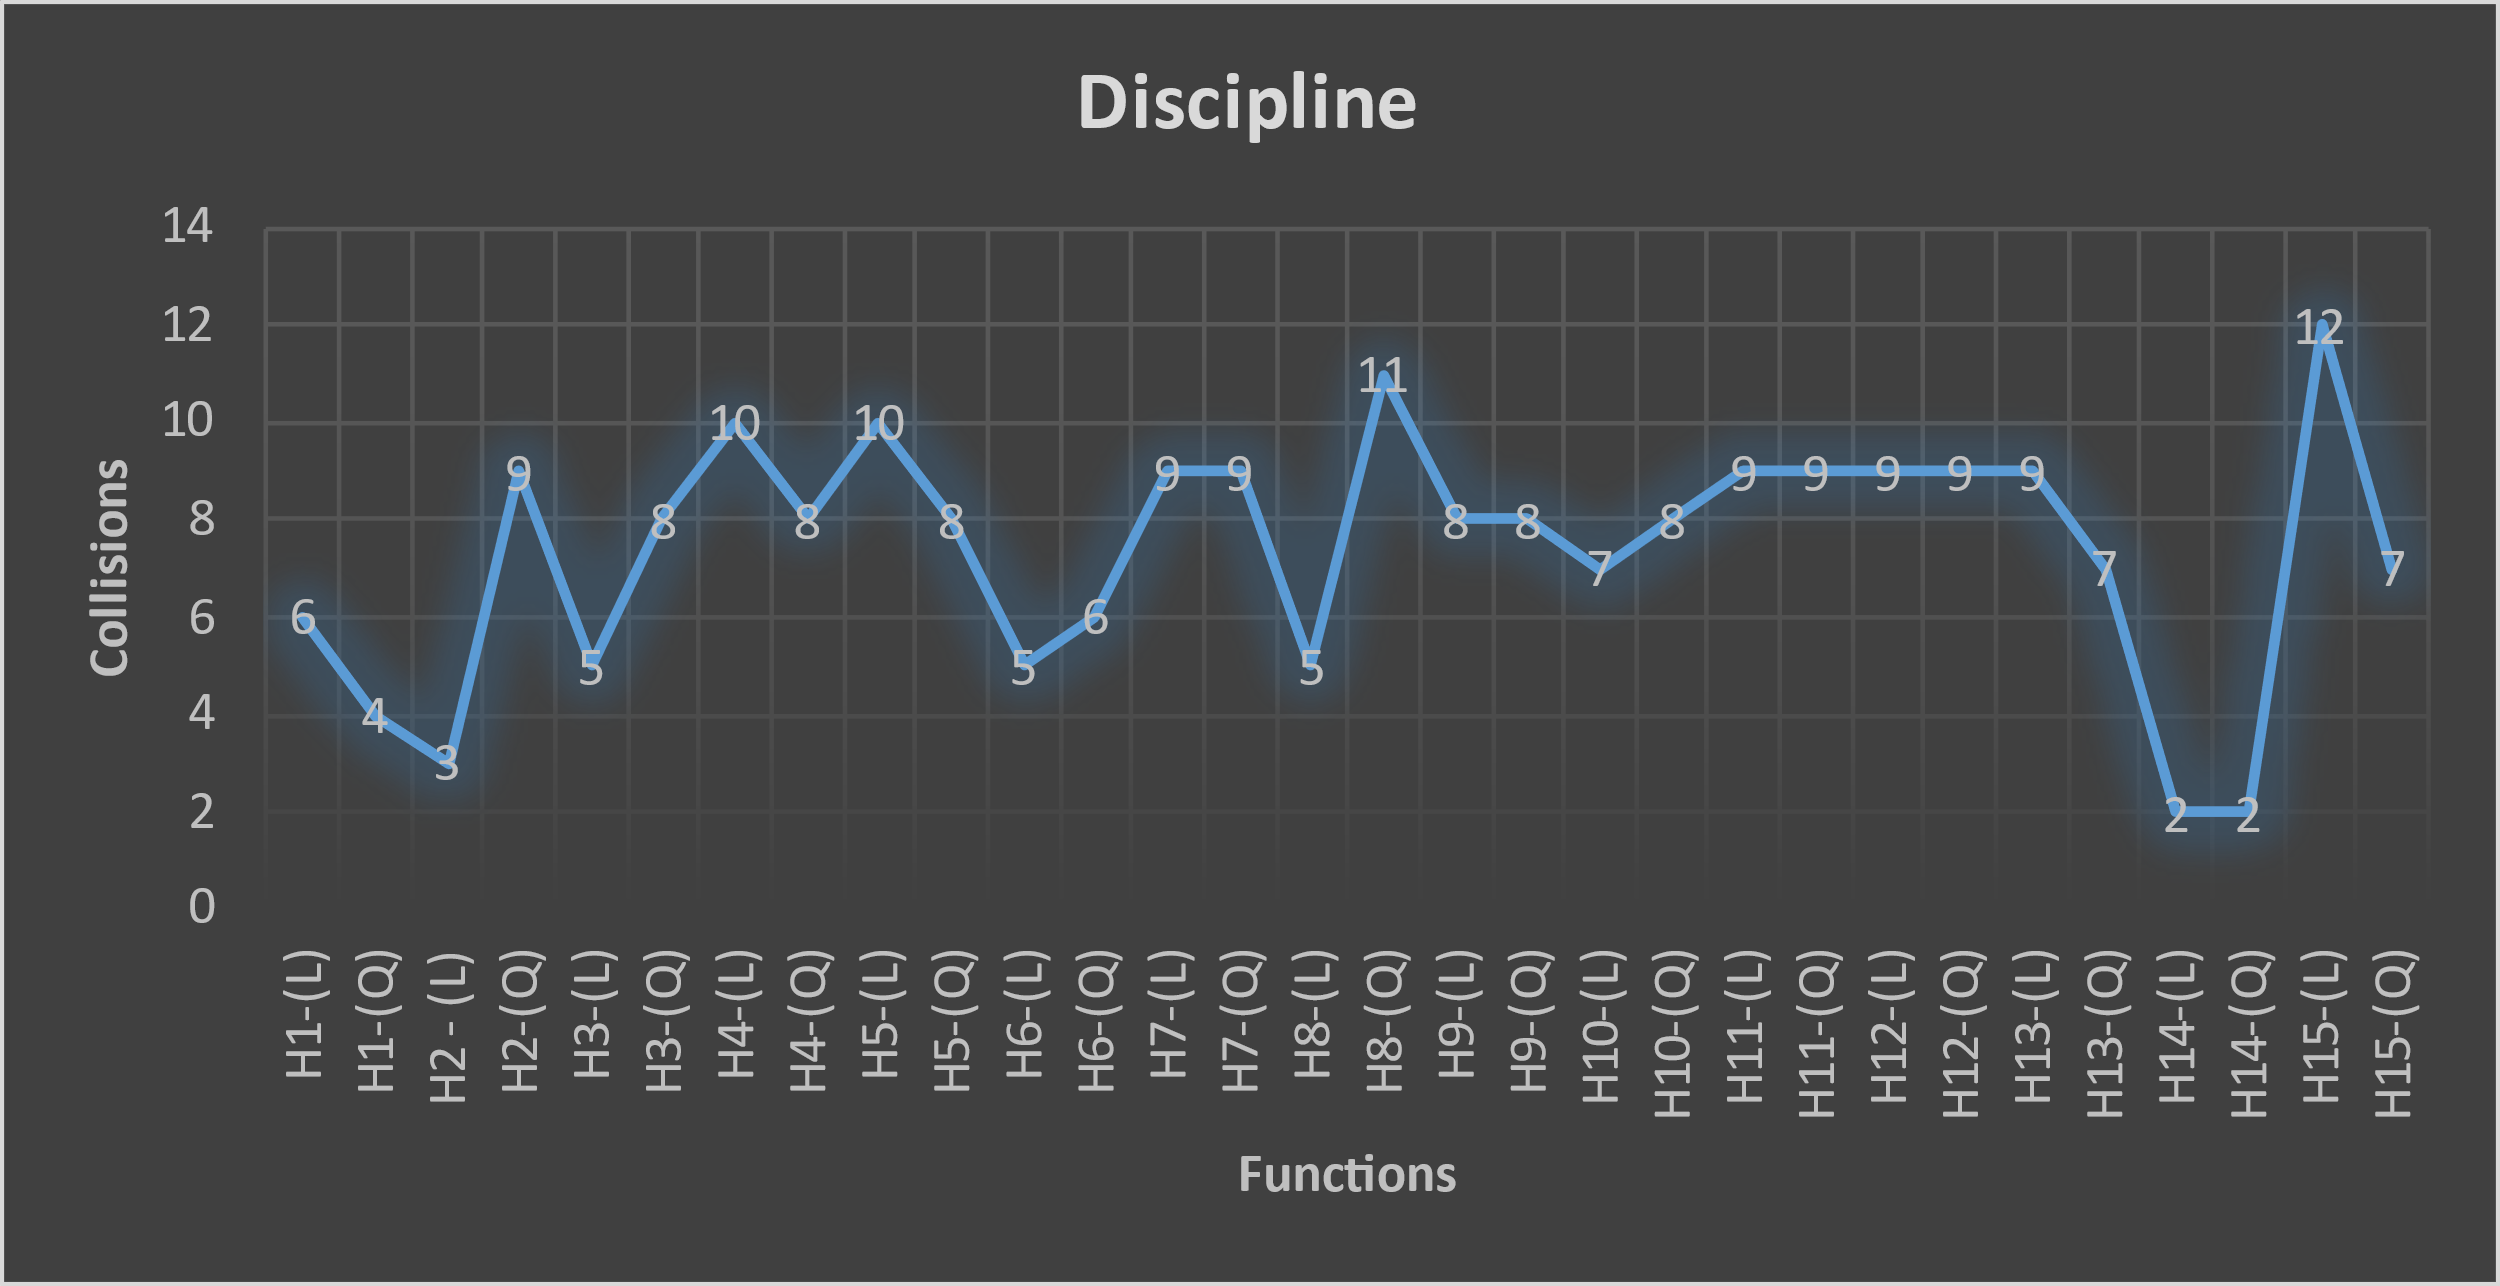 Discipline
14
12
10
8
6
4
2
0
Collisions
6 4 3 9 5 8 10 8 10 8 5 6 9 9 5 11 8 8 7 8 9 9 9 9 9 7 2 2 12 7
H1-(L) H1-(Q) H2 - (L) H2-(Q) H3-(L) H3-(Q) H4-(L) H4-(Q) H5-(L) H5-(Q) H6-(L) H6-(Q) H7-(L) H7-(Q) H8-(L) H8-(Q) H9-(L) H9-(Q) H10-(L) H10-(Q) H11-(L) H11-(Q) H12-(L) H12-(Q) H13-(L) H13-(Q) H14-(L) H14-(Q) H15-(L) H15-(Q)
Functions